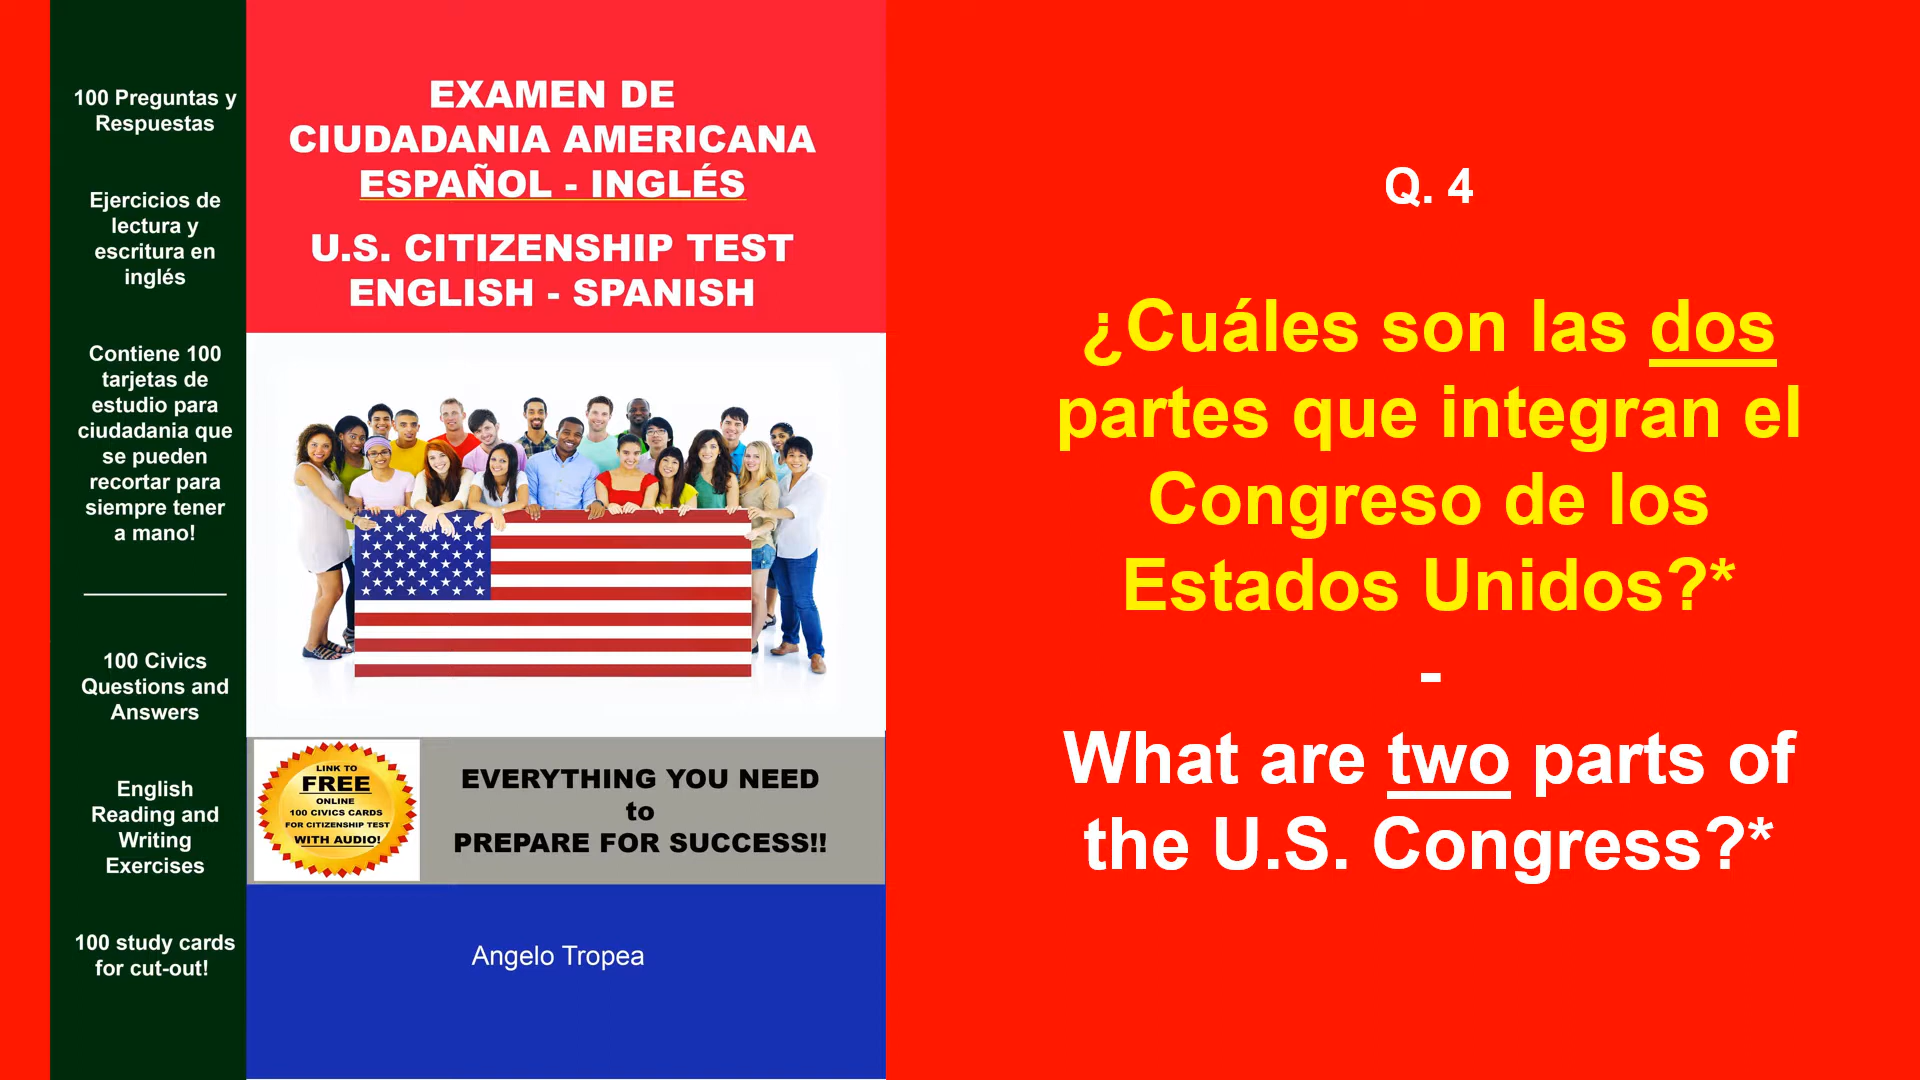 100 Preguntas y
Respuestas
Ejercicios de
lectura y
escritura en
inglés
Contiene 100
tarjetas de
estudio para
ciudadania que
se pueden
recortar para
siempre tener
a mano!
100 Civics
Questions and
Answers
English
Reading and
Writing
Exercises
100 study cards
for cut-out!
EXAMEN DE
CIUDADANIA AMERICANA
ESPAÑOL - INGLÉS
U.S. CITIZENSHIP TEST
ENGLISH - SPANISH
LINK TO
FREE
ONLINE
100 CIVICS CARDS
FOR CITIZENSHIP TEST
WITH AUDIO!
EVERYTHING YOU NEED
to
PREPARE FOR SUCCESS!!
Angelo Tropea
Q. 4
¿Cuáles son las dos
partes que integran el
Congreso de los
Estados Unidos?*
-
What are two parts of
the U.S. Congress?*